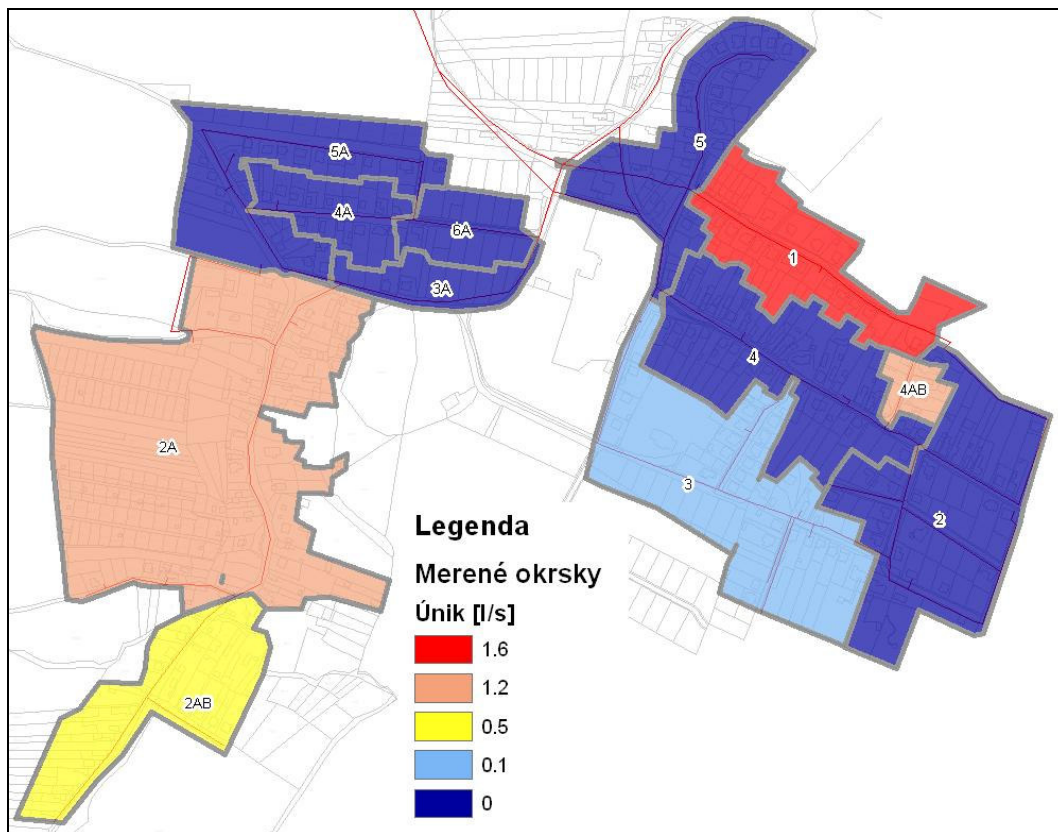 5
5A
4A
6A
1
3A
4
4AB
2A
3
2
2AB
Legenda
Merené okrsky
Únik [l/s]
1.6
1.2
0.5
0.1
0